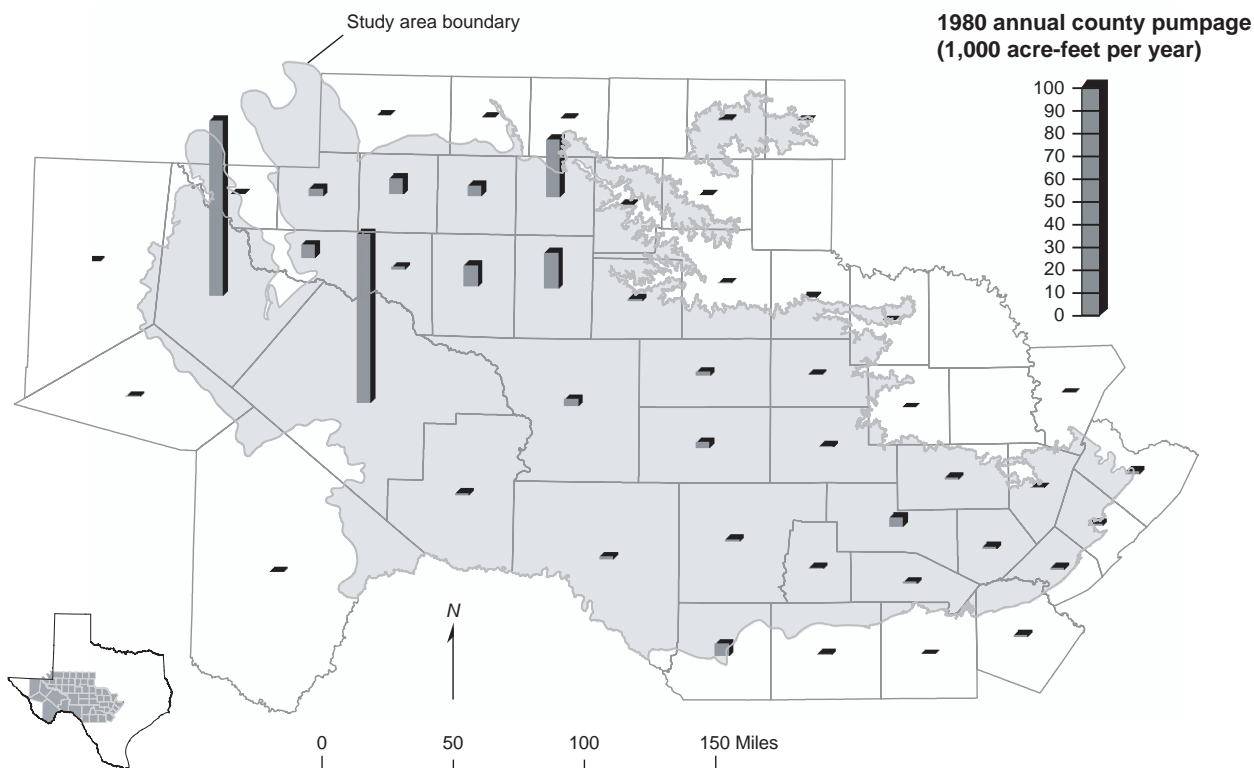 Study area boundary
1980 annual county pumpage
(1,000 acre-feet per year)
100
90
80
70
60
50
40
30
20
10
0
N
0 50 100 150 Miles